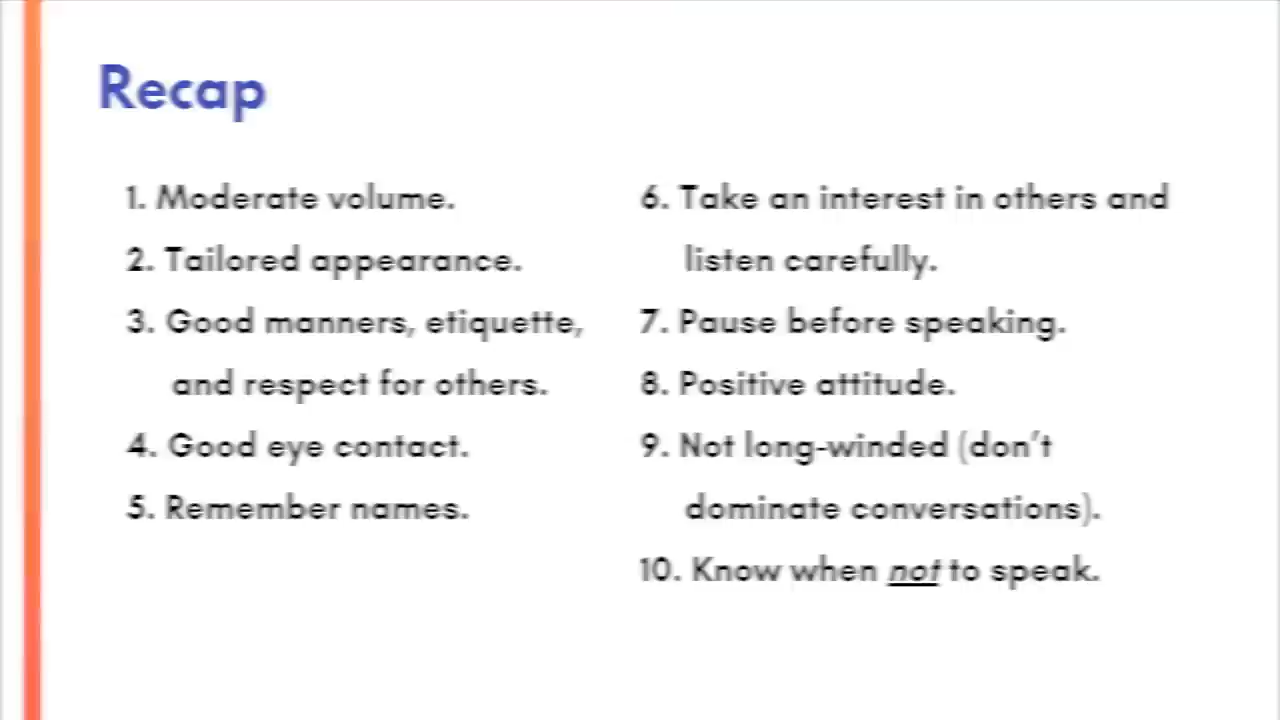 Recap
1. Moderate volume.
2. Tailored appearance.
3. Good manners, etiquette,
and respect for others.
4. Good eye contact.
5. Remember names.
6. Take an interest in others and
listen carefully.
7. Pause before speaking.
8. Positive attitude.
9. Not long-winded (don't
dominate conversations).
10. Know when not to speak.